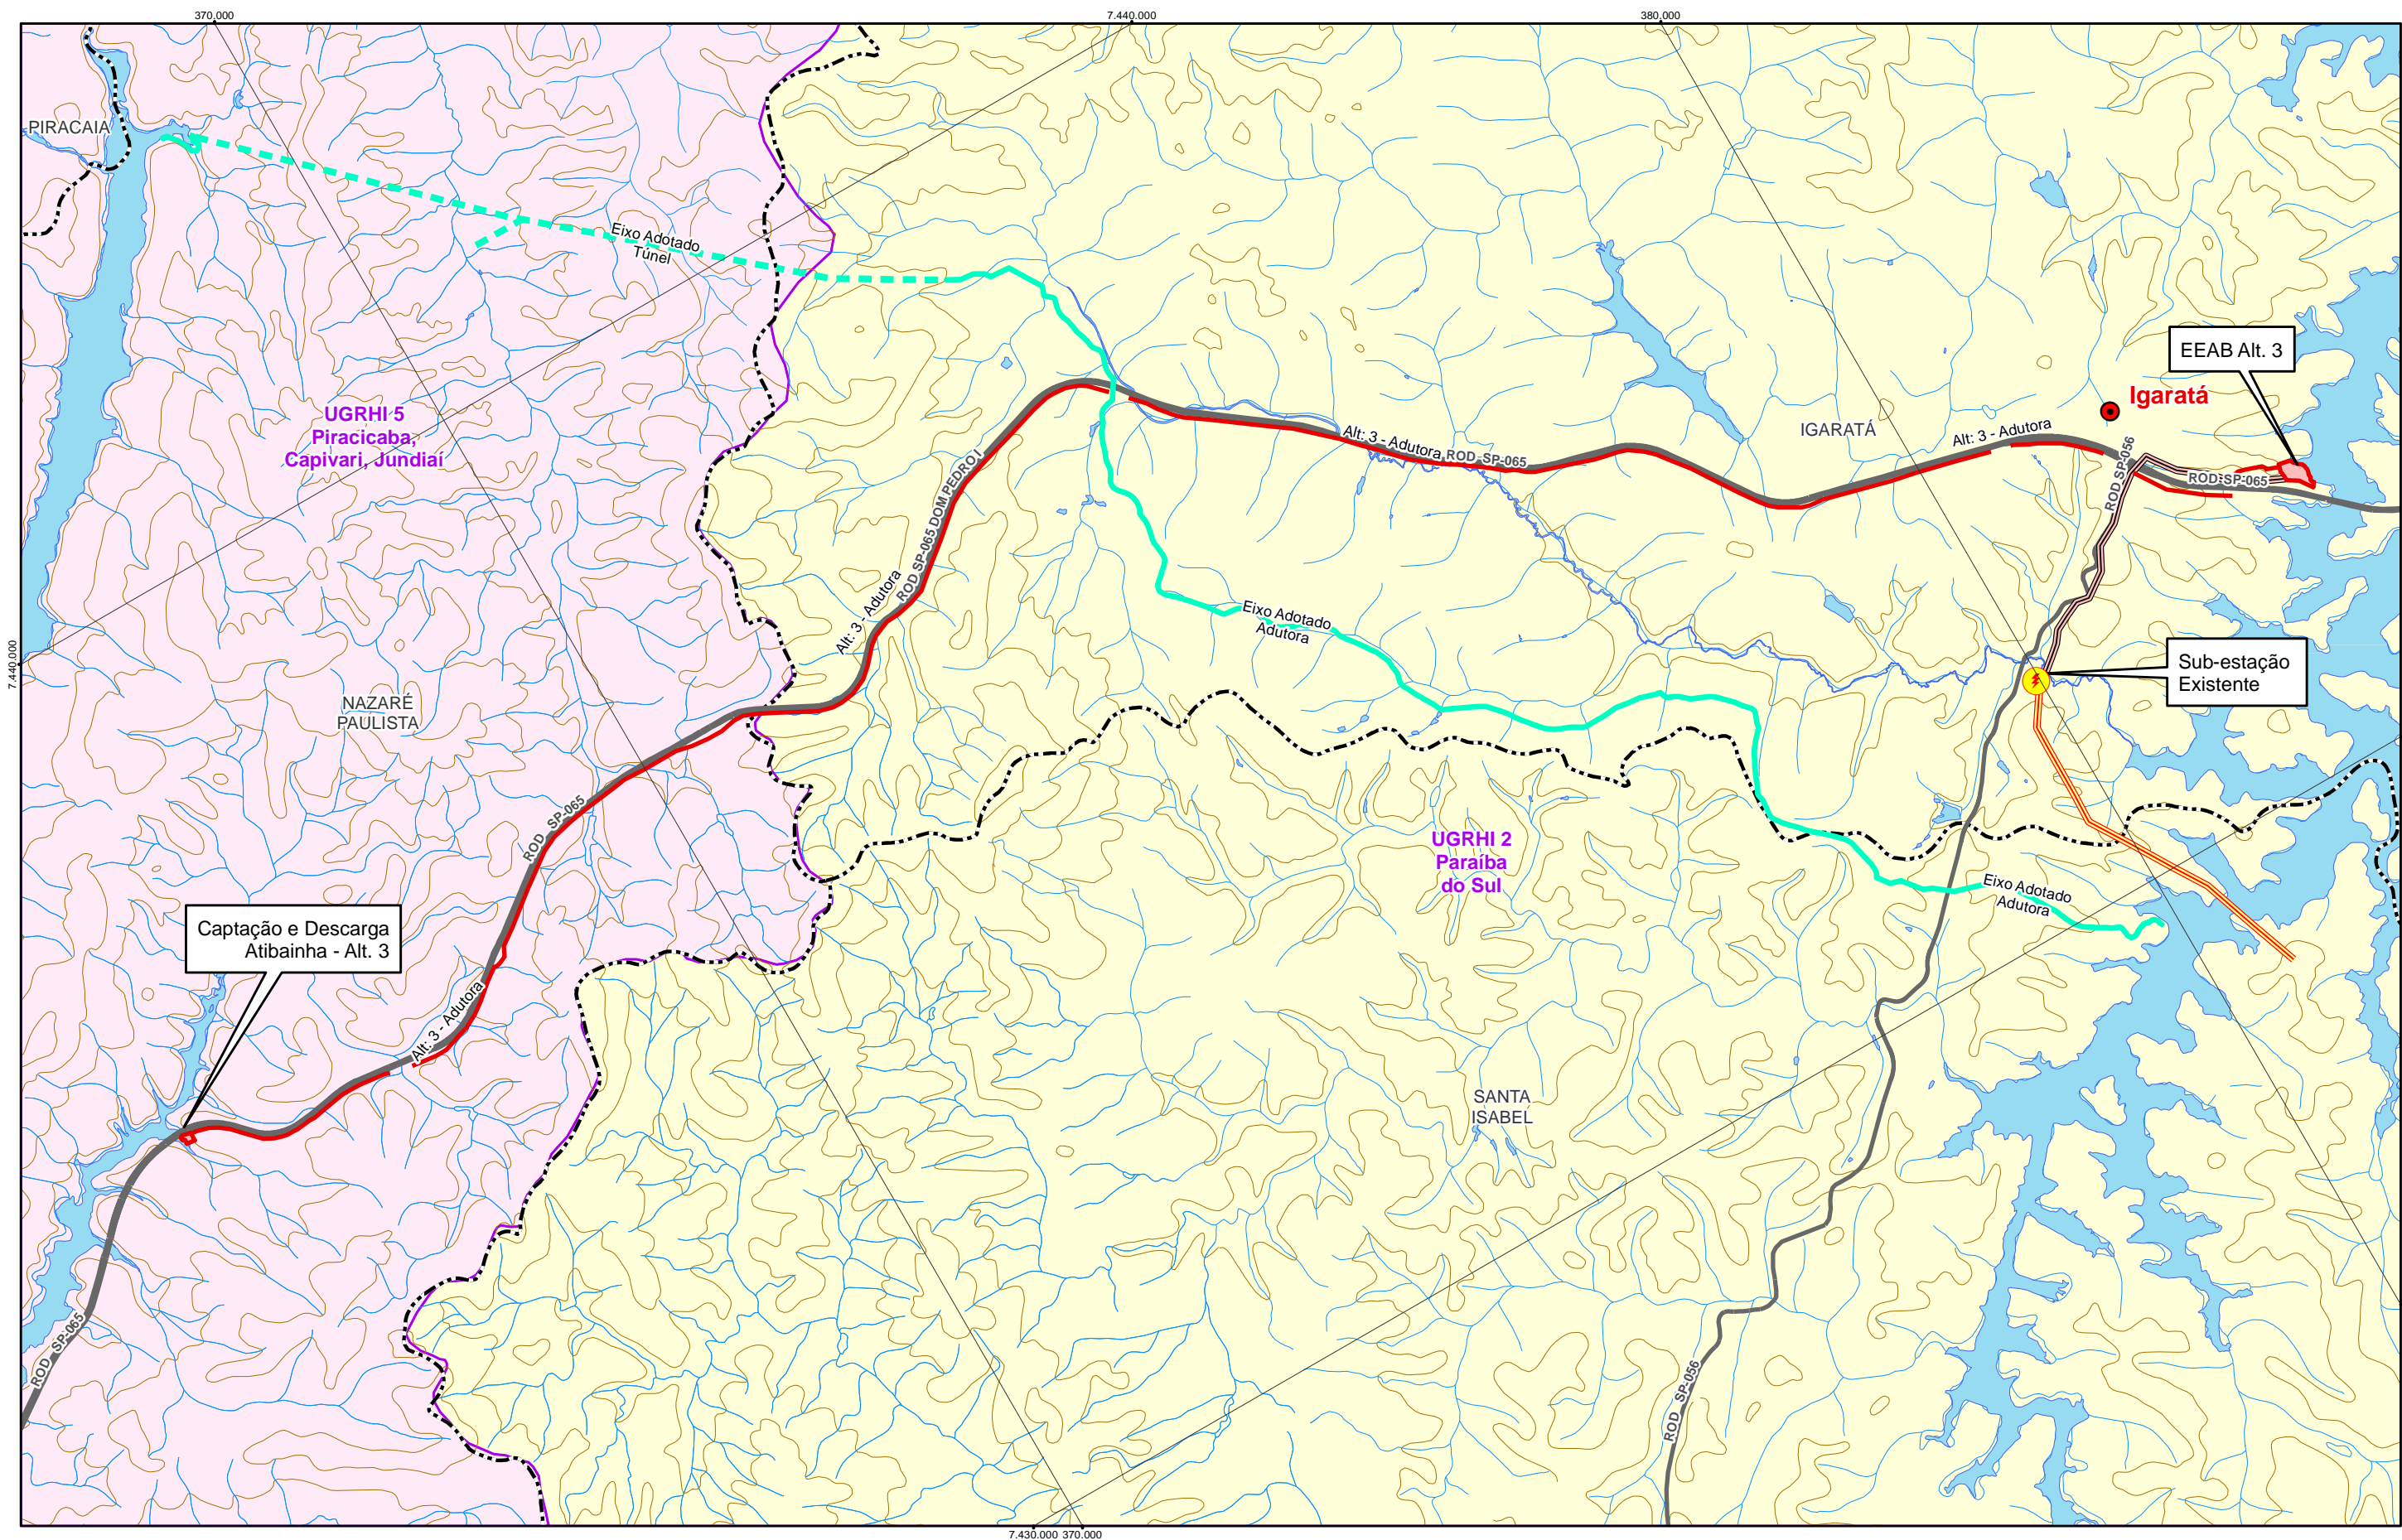 370.000
7.440.000
380.000
PIRACAIA
Eixo Adotado
Túnel
EEAB Alt. 3
Igaratá
UGRHI 5
Piracicaba,
Capivari, Jundiaí
IGARATÁ
Alt: 3 - Adutora
ROD SP-065
Alt: 3 - Adutora
ROD SP-056
ROD SP-065
ROD SP-065 DOM PEDRO I
Alt: 3 - Adutora
Eixo Adotado
Adutora
7.440.000
Sub-estação
Existente
NAZARÉ
PAULISTA
ROD SP-065
UGRHI 2
Paraíba
do Sul
Eixo Adotado
Adutora
Captação e Descarga
Atibainha - Alt. 3
Alt: 3 - Adutora
SANTA
ISABEL
ROD SP-065
ROD SP-056
7.430.000
370.000